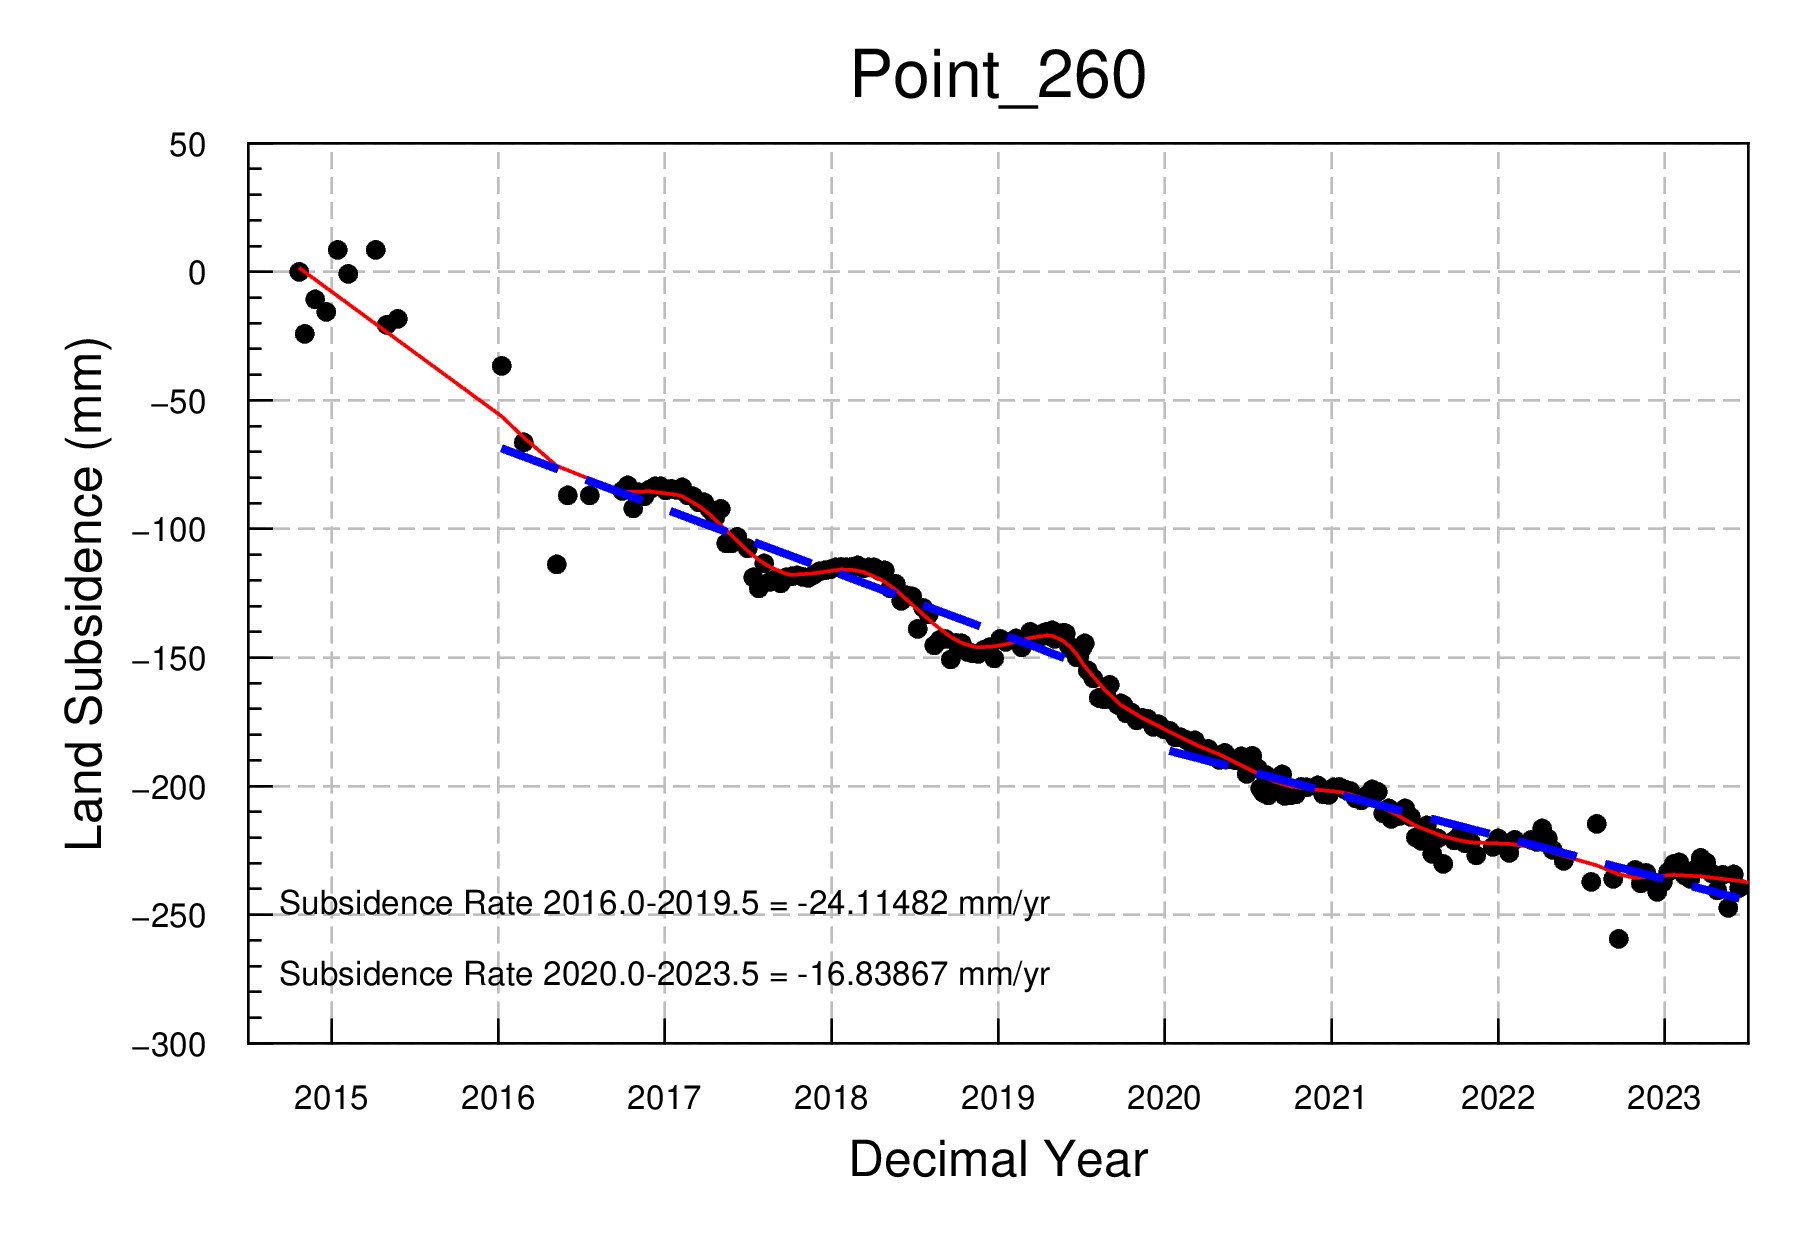 Point_260
50
0
−50
−100
−150
−200
−250
−300
Land Subsidence (mm)
Subsidence Rate 2016.0-2019.5 = -24.11482 mm/yr
Subsidence Rate 2020.0-2023.5 = -16.83867 mm/yr
2015 2016 2017 2018 2019 2020 2021 2022 2023
Decimal Year